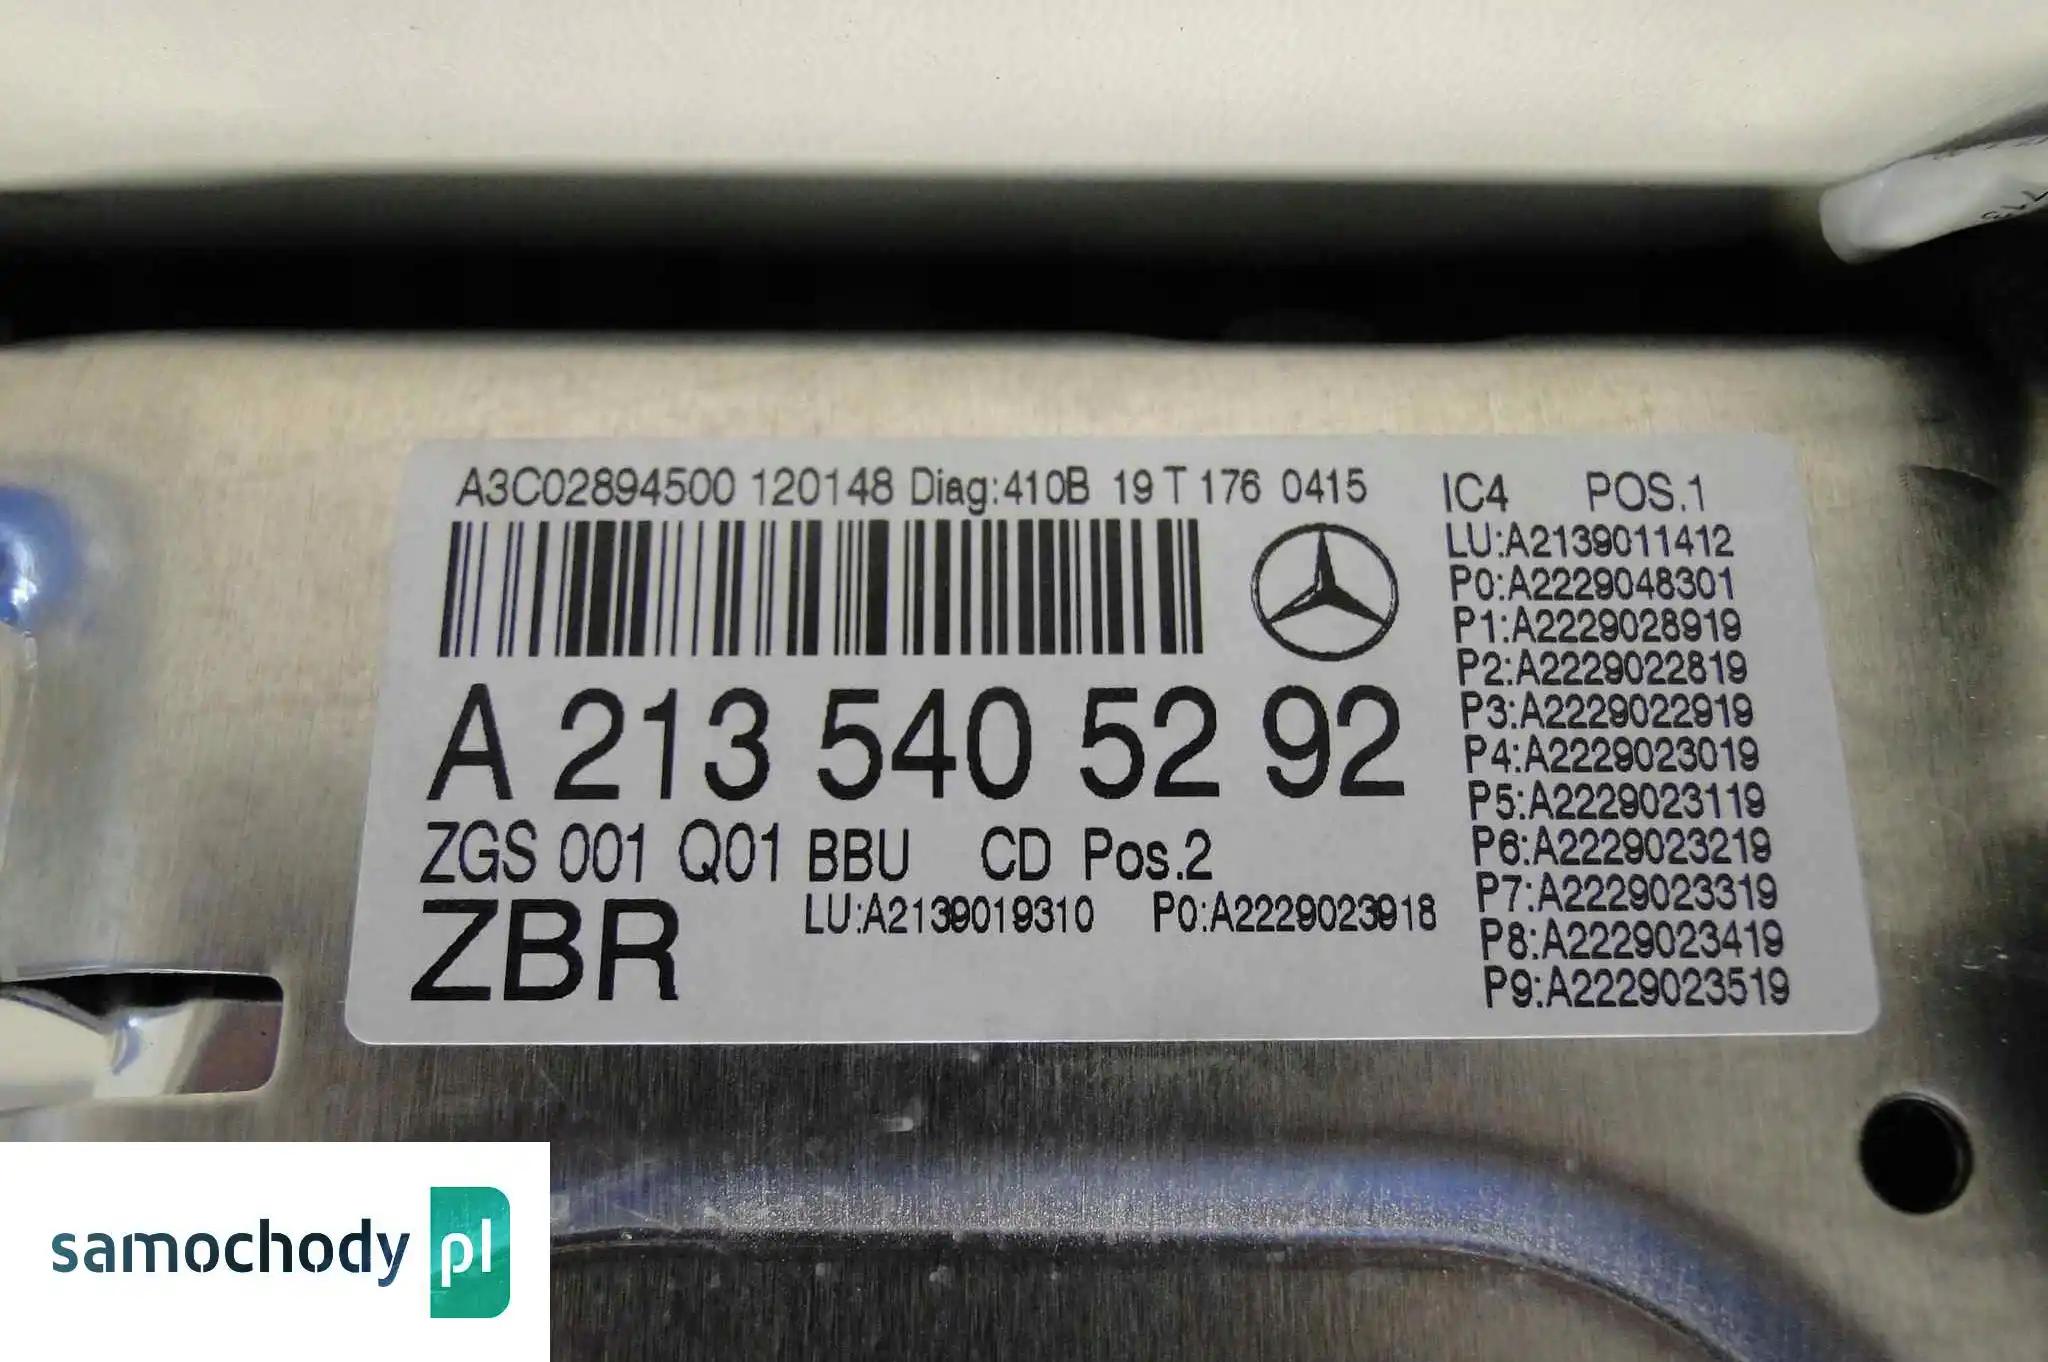 A3C02894500 120148 Diag:410B 19 T 176 0415
A 213 540 52 92
ZGS 001 Q01 BBU CD Pos.2
ZBR LU:A2139019310 P0:A2229023918
IC4 POS.1
LU:A2139011412
P0:A2229048301
P1:A2229028919
P2:A2229022819
P3:A2229022919
P4:A2229023019
P5:A2229023119
P6:A2229023219
P7:A2229023319
P8:A2229023419
P9:A2229023519
samochody pl